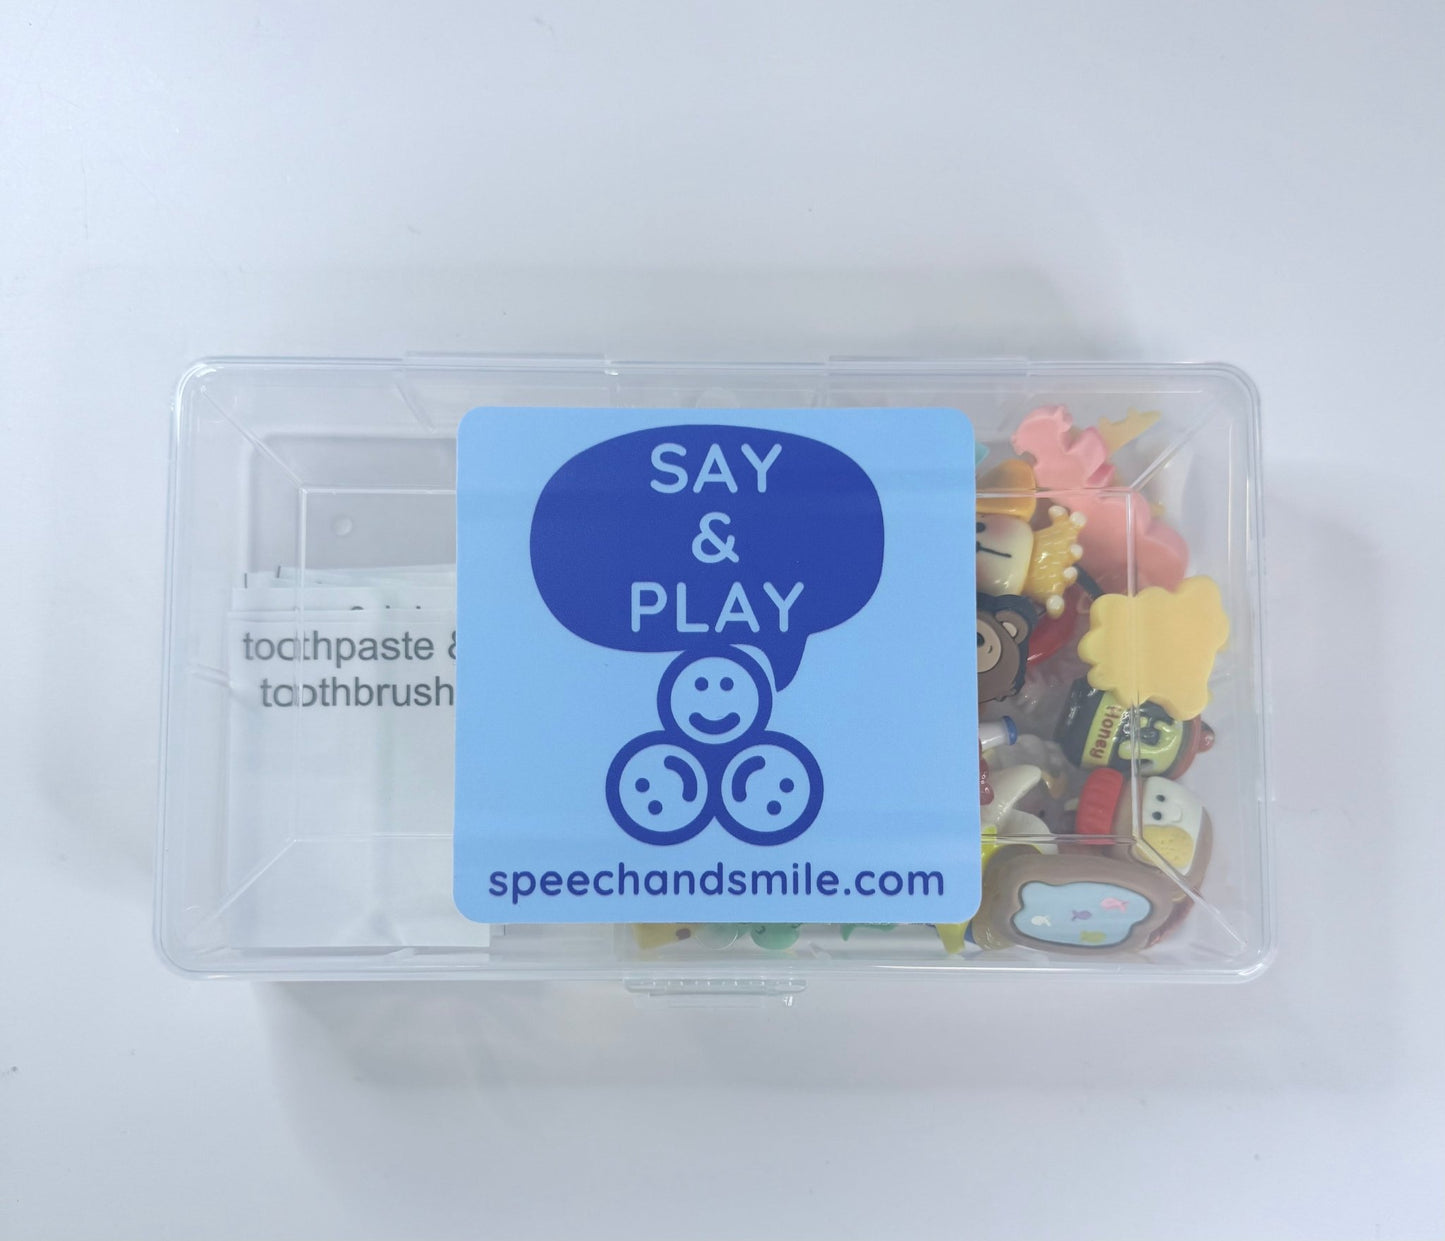 SAY
&
PLAY
speechandsmile.com
toothpaste &
toothbrush
Honey